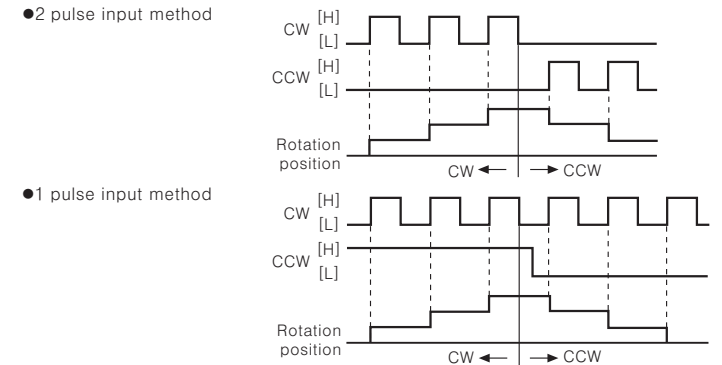 ●2 pulse input method
CW [H]
[L]
CCW [H]
[L]
Rotation
position
CW CCW
●1 pulse input method
CW [H]
[L]
CCW [H]
[L]
Rotation
position
CW CCW